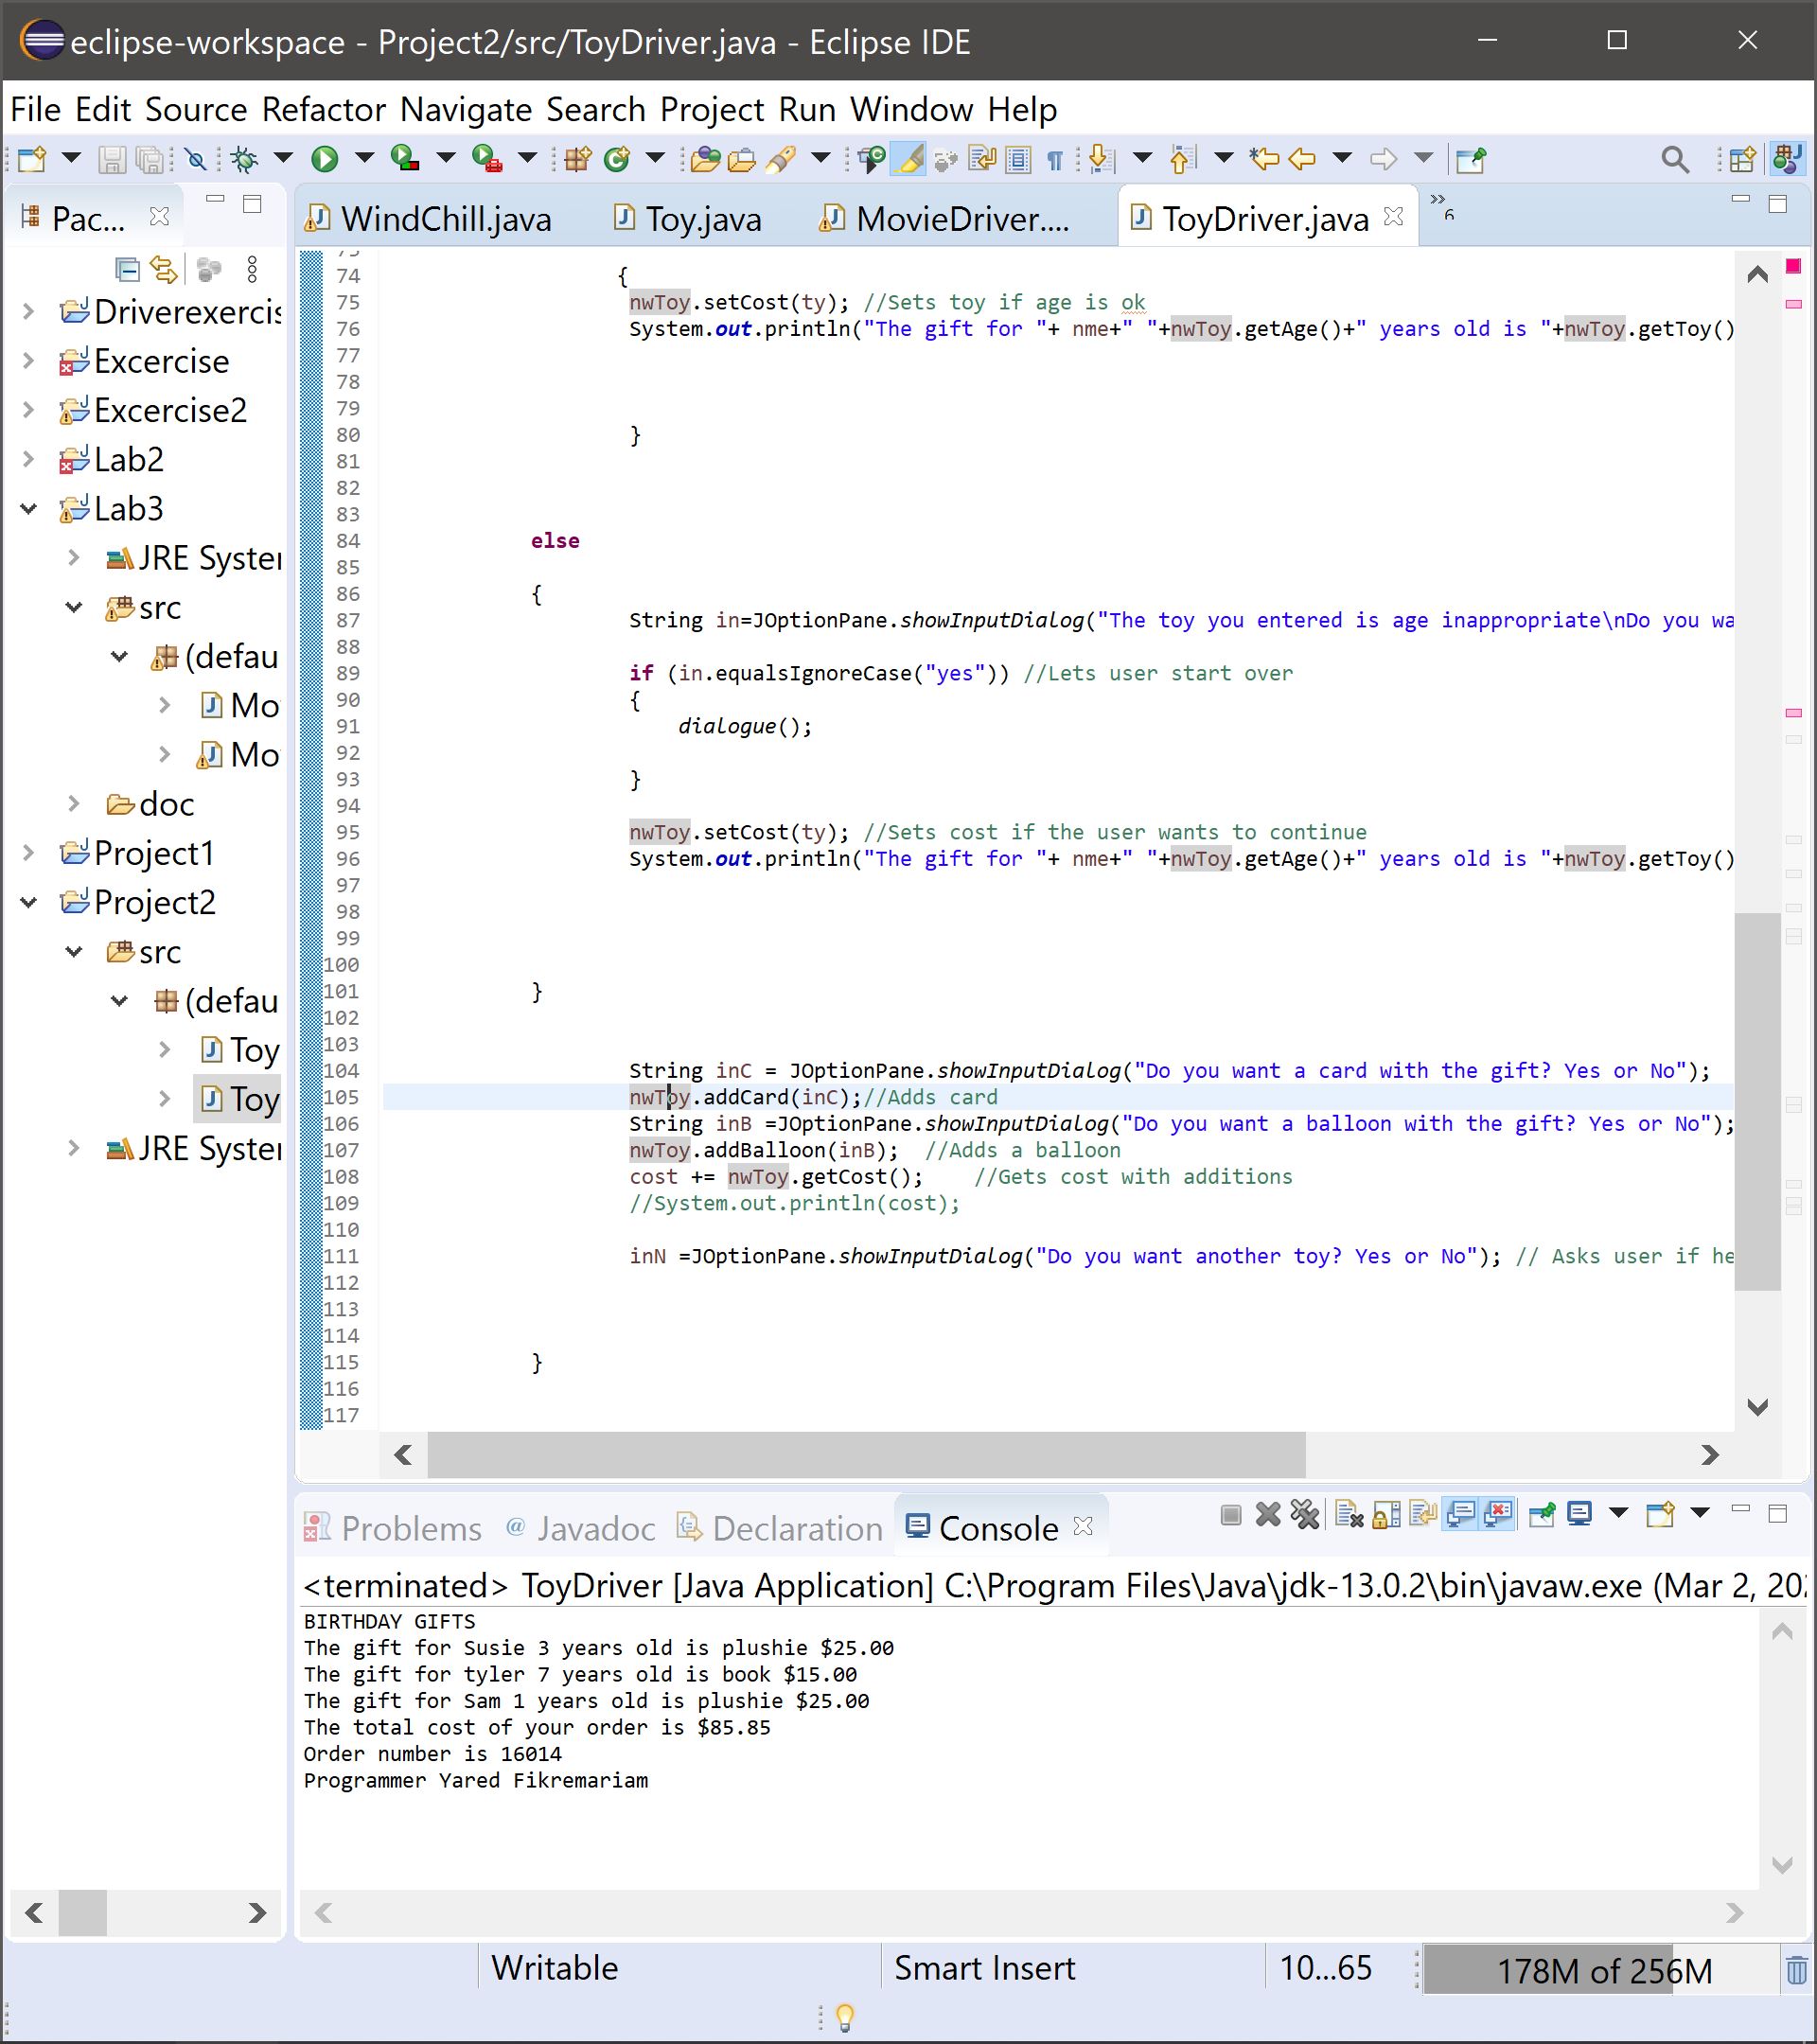 eclipse-workspace - Project2/src/ToyDriver.java - Eclipse IDE
File Edit Source Refactor Navigate Search Project Run Window Help
Pac...
WindChill.java
Toy.java
MovieDriver....
ToyDriver.java
»6
Driverexercis
Excercise
Excercise2
Lab2
Lab3
JRE Syster
src
(defau
Mo
Mo
doc
Project1
Project2
src
(defau
Toy
Toy
JRE Syster
74 {
75 nwToy.setCost(ty); //Sets toy if age is ok
76 System.out.println("The gift for "+ nme+" "+nwToy.getAge()+" years old is "+nwToy.getToy()
77
78
79
80 }
81
82
83
84 else
85
86 {
87 String in=JOptionPane.showInputDialog("The toy you entered is age inappropriate\nDo you wa
88
89 if (in.equalsIgnoreCase("yes")) //Lets user start over
90 {
91 dialogue();
92
93 }
94
95 nwToy.setCost(ty); //Sets cost if the user wants to continue
96 System.out.println("The gift for "+ nme+" "+nwToy.getAge()+" years old is "+nwToy.getToy()
97
98
99
100
101 }
102
103
104 String inC = JOptionPane.showInputDialog("Do you want a card with the gift? Yes or No");
105 nwToy.addCard(inC);//Adds card
106 String inB =JOptionPane.showInputDialog("Do you want a balloon with the gift? Yes or No");
107 nwToy.addBalloon(inB); //Adds a balloon
108 cost += nwToy.getCost(); //Gets cost with additions
109 //System.out.println(cost);
110
111 inN =JOptionPane.showInputDialog("Do you want another toy? Yes or No"); // Asks user if he
112
113
114
115 }
116
117
Problems
@ Javadoc
Declaration
Console
<terminated> ToyDriver [Java Application] C:\Program Files\Java\jdk-13.0.2\bin\javaw.exe (Mar 2, 202
BIRTHDAY GIFTS
The gift for Susie 3 years old is plushie $25.00
The gift for tyler 7 years old is book $15.00
The gift for Sam 1 years old is plushie $25.00
The total cost of your order is $85.85
Order number is 16014
Programmer Yared Fikremariam
Writable
Smart Insert
10...65
178M of 256M